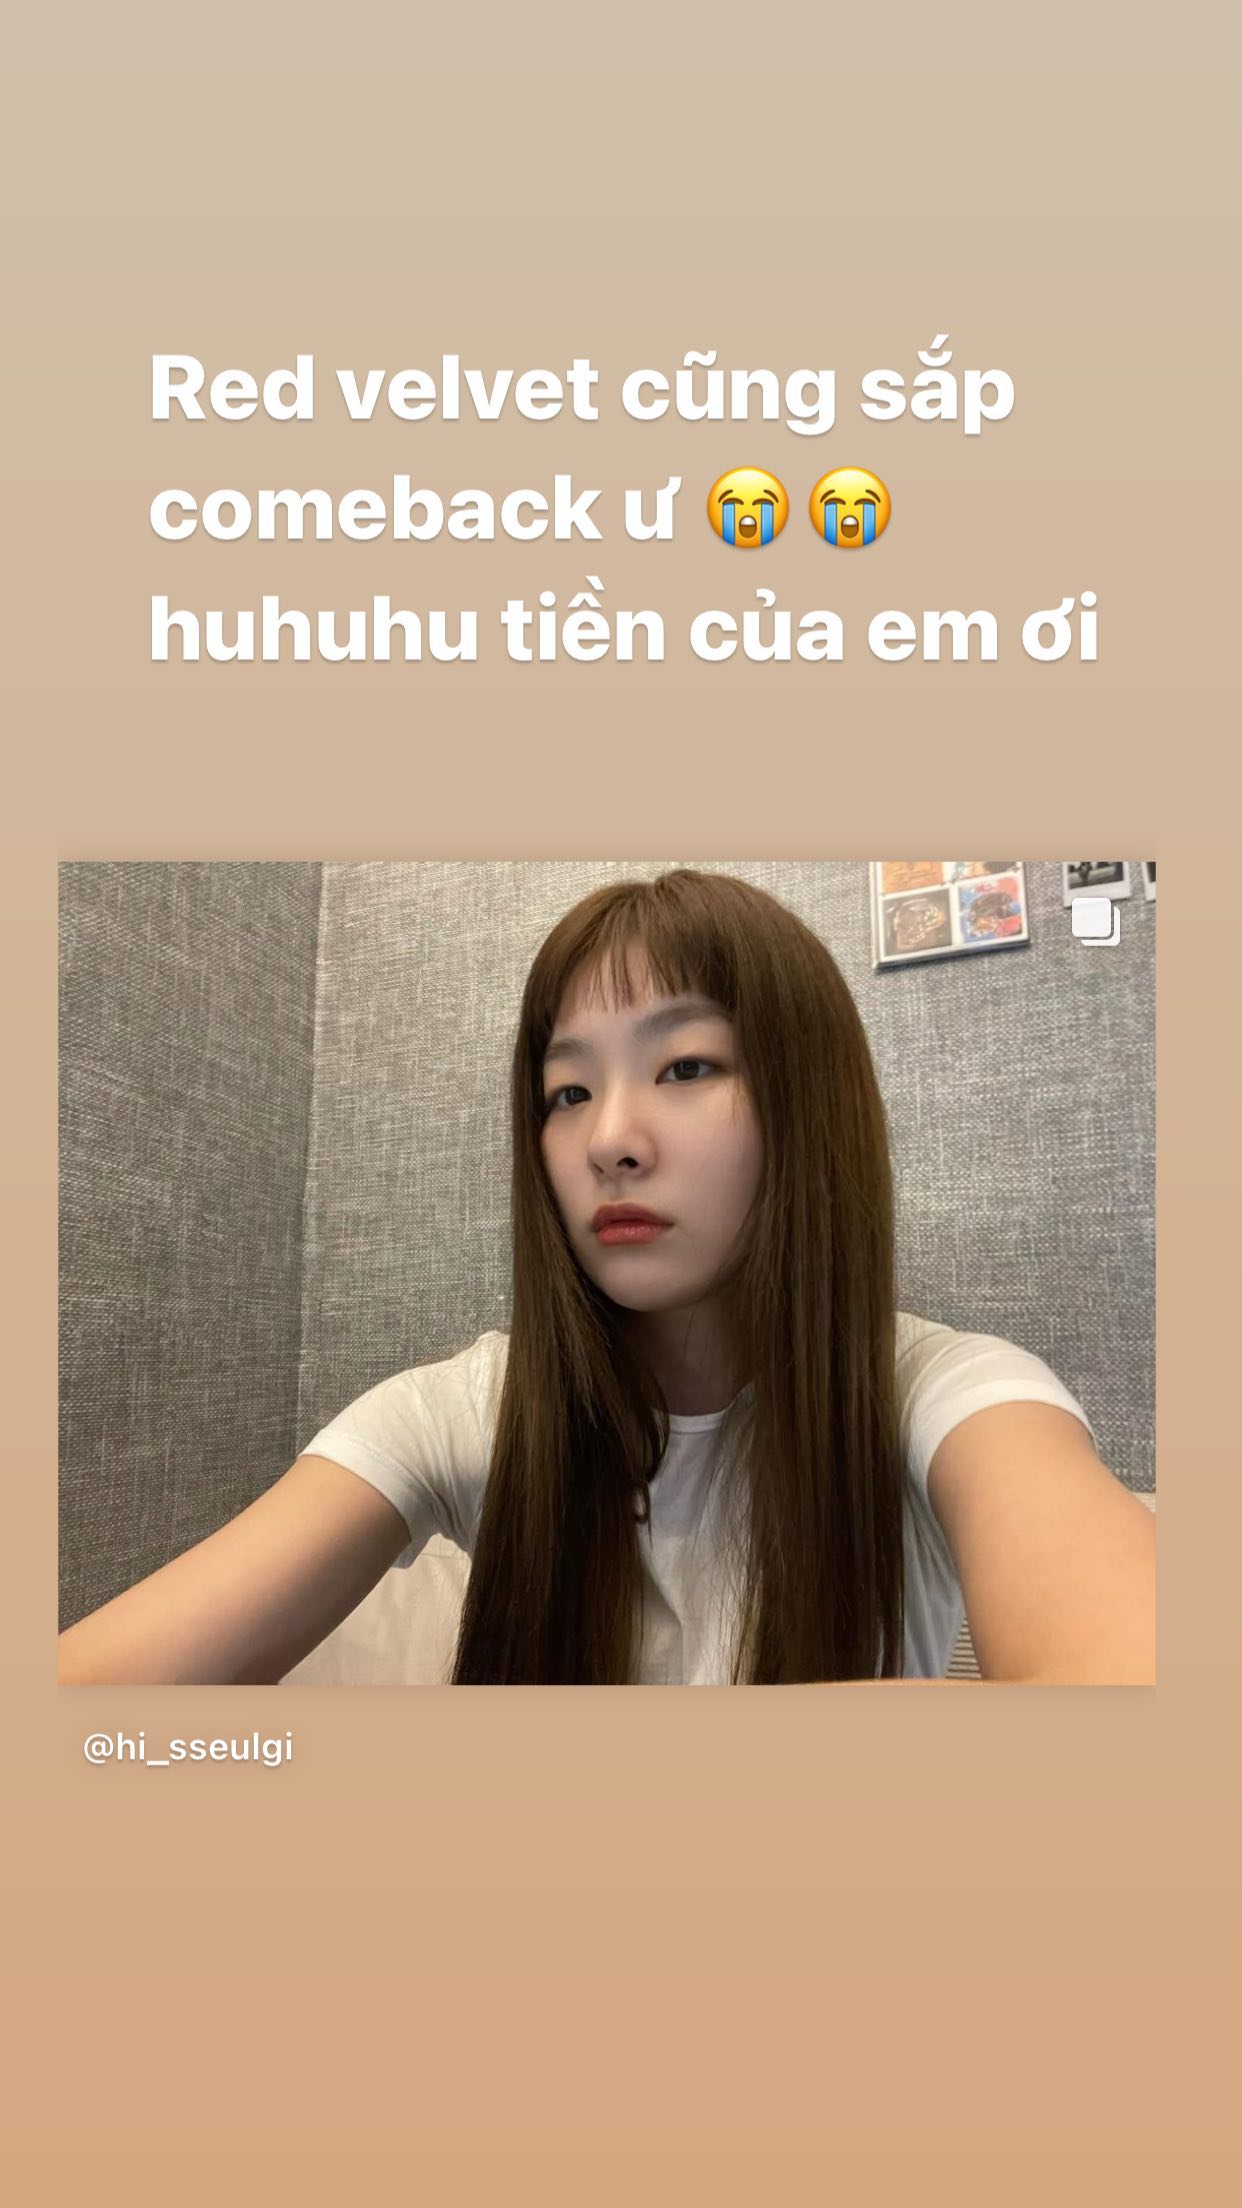 Red velvet cũng sắp
comeback ư 😭😭
huhuhu tiền của em ơi
@hi_sseulgi